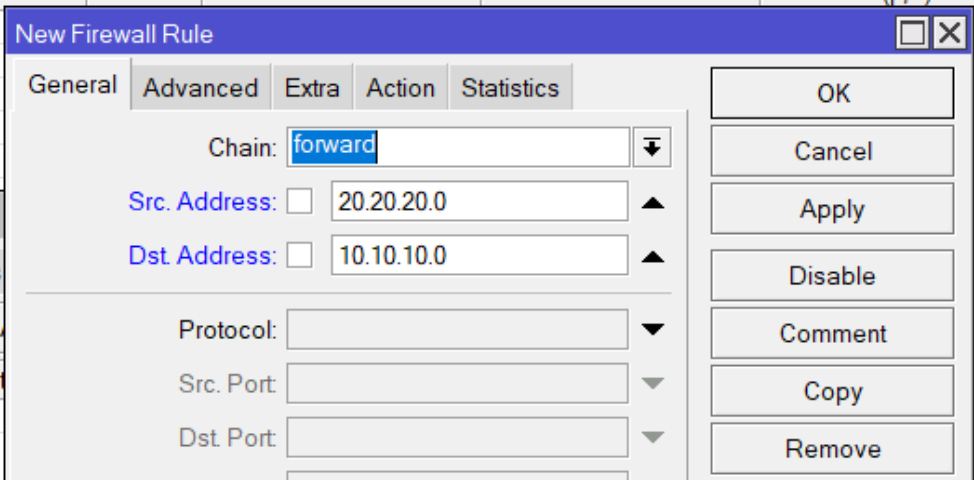 New Firewall Rule
General Advanced Extra Action Statistics
Chain: forward
Src. Address: 20.20.20.0
Dst. Address: 10.10.10.0
Protocol:
Src. Port:
Dst. Port:
OK
Cancel
Apply
Disable
Comment
Copy
Remove